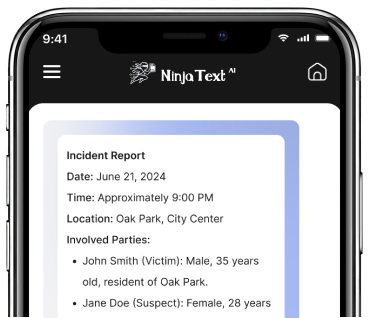 9:41
Ninja Text AI
Incident Report
Date: June 21, 2024
Time: Approximately 9:00 PM
Location: Oak Park, City Center
Involved Parties:
• John Smith (Victim): Male, 35 years
old, resident of Oak Park.
• Jane Doe (Suspect): Female, 28 years